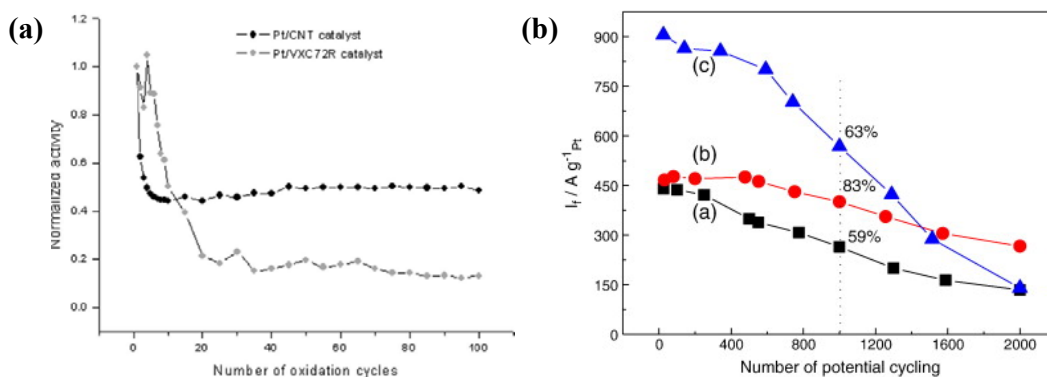 (a)
1.2
1.0
0.8
0.6
0.4
0.2
0.0
Normalized activity
Pt/CNT catalyst
Pt/VXC72R catalyst
0
20
40
60
80
100
Number of oxidation cycles
(b)
900
750
600
450
300
150
0
I_f / A g⁻¹_Pt
(c)
(b)
(a)
63%
83%
59%
0
400
800
1200
1600
2000
Number of potential cycling